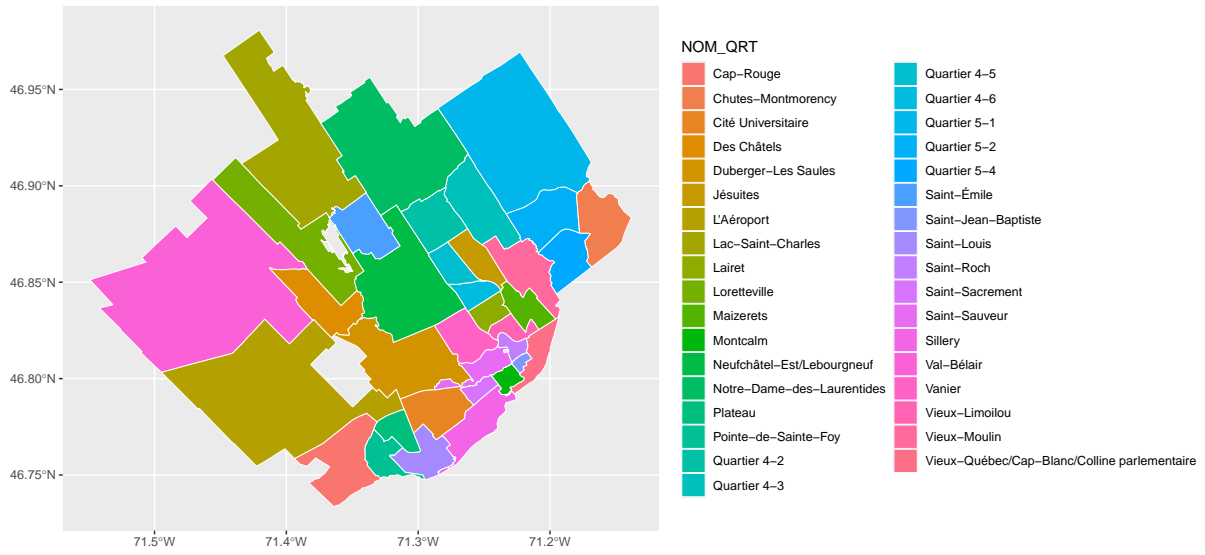 46.95°N
46.90°N
46.85°N
46.80°N
46.75°N
71.5°W
71.4°W
71.3°W
71.2°W
NOM_QRT
Cap−Rouge
Chutes−Montmorency
Cité Universitaire
Des Châtels
Duberger−Les Saules
Jésuites
L'Aéroport
Lac−Saint−Charles
Lairet
Loretteville
Maizerets
Montcalm
Neufchâtel−Est/Lebourgneuf
Notre−Dame−des−Laurentides
Plateau
Pointe−de−Sainte−Foy
Quartier 4−2
Quartier 4−3
Quartier 4−5
Quartier 4−6
Quartier 5−1
Quartier 5−2
Quartier 5−4
Saint−Émile
Saint−Jean−Baptiste
Saint−Louis
Saint−Roch
Saint−Sacrement
Saint−Sauveur
Sillery
Val−Bélair
Vanier
Vieux−Limoilou
Vieux−Moulin
Vieux−Québec/Cap−Blanc/Colline parlementaire